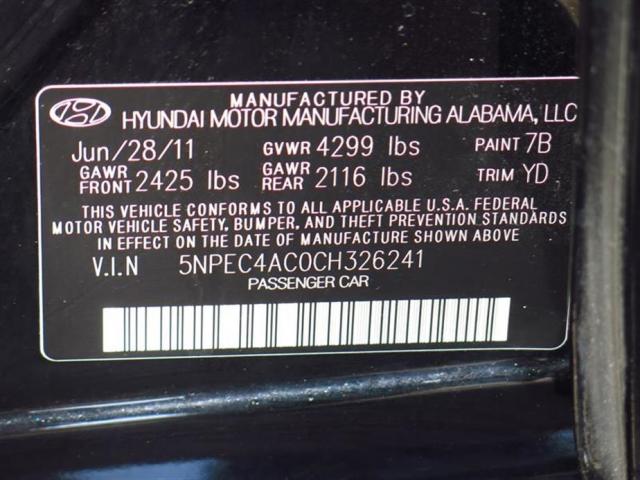 MANUFACTURED BY
HYUNDAI MOTOR MANUFACTURING ALABAMA, LLC
Jun/28/11 GVWR 4299 lbs PAINT 7B
GAWR FRONT 2425 lbs GAWR REAR 2116 lbs TRIM YD
THIS VEHICLE CONFORMS TO ALL APPLICABLE U.S.A. FEDERAL
MOTOR VEHICLE SAFETY, BUMPER, AND THEFT PREVENTION STANDARDS
IN EFFECT ON THE DATE OF MANUFACTURE SHOWN ABOVE
V.I.N 5NPEC4AC0CH326241
PASSENGER CAR